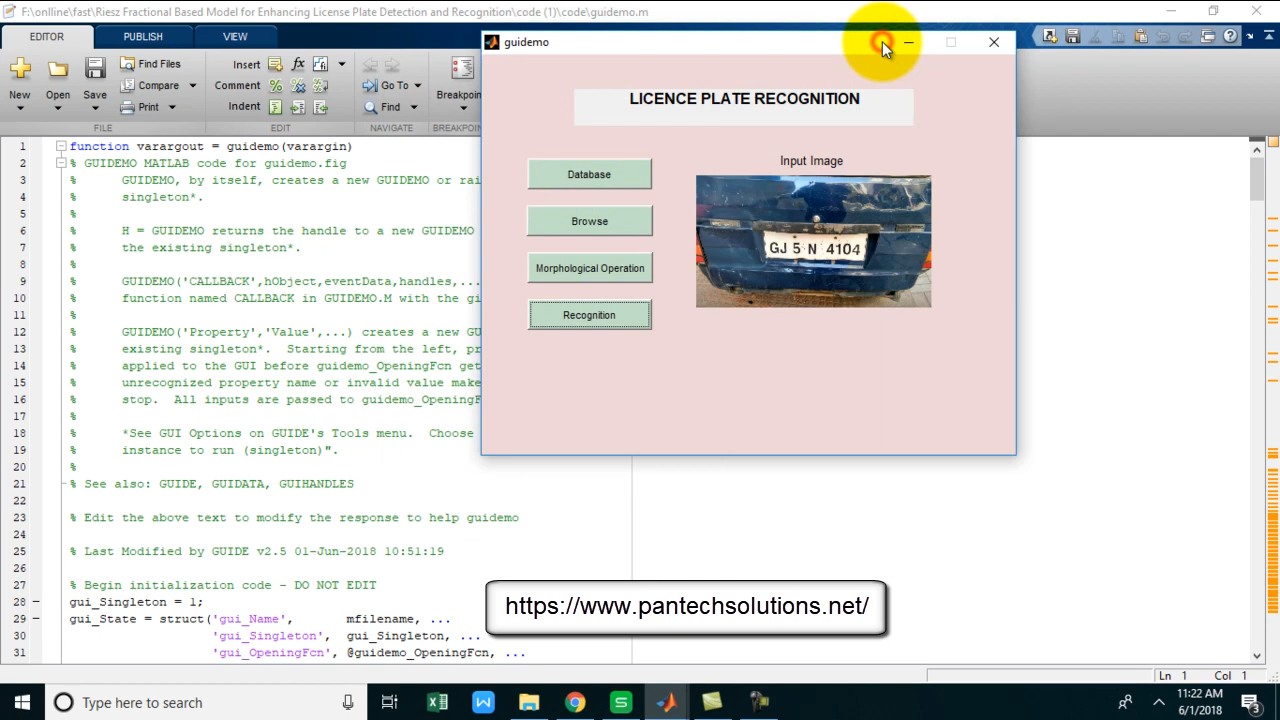 F:\onlline\fast\Riesz Fractional Based Model for Enhancing License Plate Detection and Recognition\code (1)\code\guidemo.m
EDITOR PUBLISH VIEW
New Open Save Find Files Compare Print FILE
Insert Comment Indent EDIT
Go To Find NAVIGATE
Breakpoin BREAKPOIN
guidemo
LICENCE PLATE RECOGNITION
Database
Browse
Morphological Operation
Recognition
Input Image
GJ 5 N 4104
1 function varargout = guidemo(varargin)
2 % GUIDEMO MATLAB code for guidemo.fig
3 % GUIDEMO, by itself, creates a new GUIDEMO or rai
4 % singleton*.
5 %
6 % H = GUIDEMO returns the handle to a new GUIDEMO
7 % the existing singleton*.
8 %
9 % GUIDEMO('CALLBACK',hObject,eventData,handles,...
10 % function named CALLBACK in GUIDEMO.M with the gi
11 %
12 % GUIDEMO('Property','Value',...) creates a new GU
13 % existing singleton*. Starting from the left, pr
14 % applied to the GUI before guidemo_OpeningFcn get
15 % unrecognized property name or invalid value make
16 % stop. All inputs are passed to guidemo_OpeningF
17 %
18 % *See GUI Options on GUIDE's Tools menu. Choose
19 % instance to run (singleton)".
20 %
21 % See also: GUIDE, GUIDATA, GUIHANDLES
22
23 % Edit the above text to modify the response to help guidemo
24
25 % Last Modified by GUIDE v2.5 01-Jun-2018 10:51:19
26
27 % Begin initialization code - DO NOT EDIT
28 gui_Singleton = 1;
29 gui_State = struct('gui_Name', mfilename, ...
30 'gui_Singleton', gui_Singleton, ...
31 'gui_OpeningFcn', @guidemo_OpeningFcn, ...
https://www.pantechsolutions.net/
Ln 1 Col 1
Type here to search
11:22 AM
6/1/2018
3